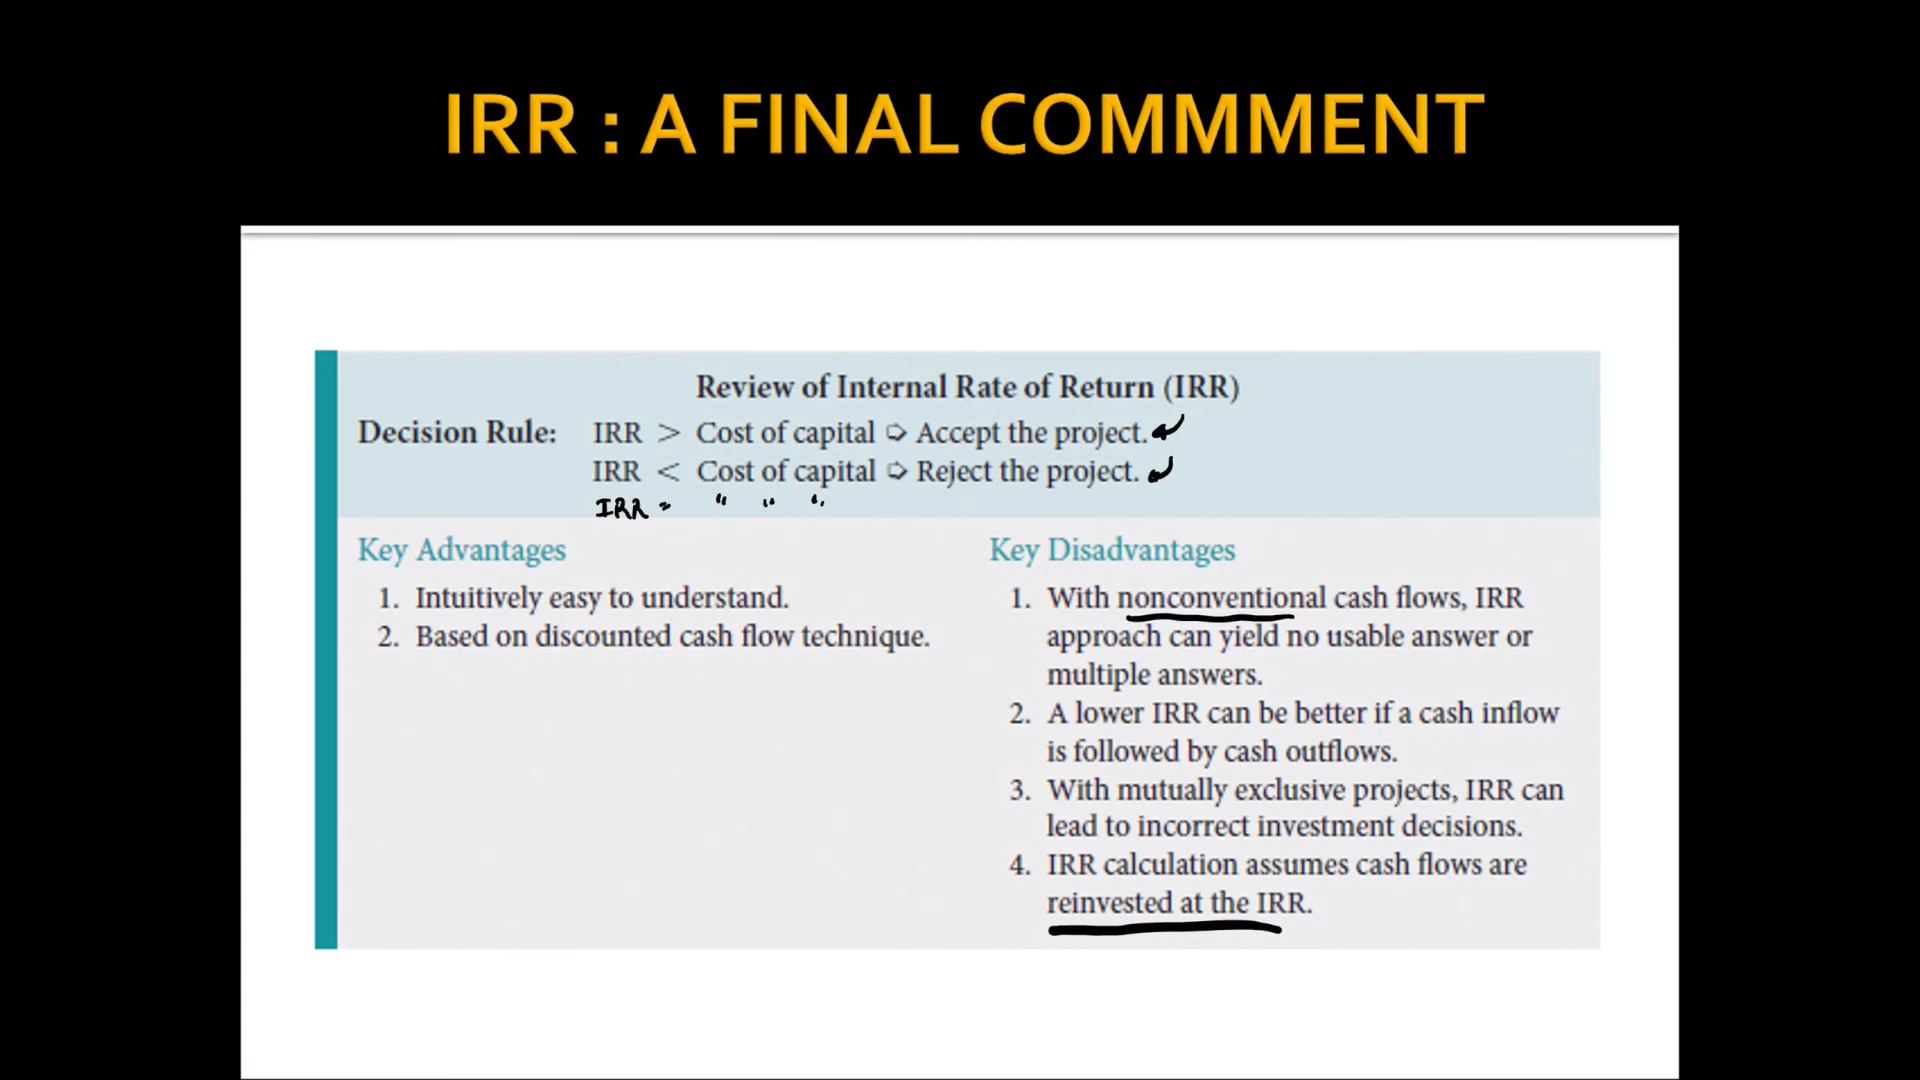 IRR : A FINAL COMMMENT
Review of Internal Rate of Return (IRR)
Decision Rule: IRR > Cost of capital ➩ Accept the project.
IRR < Cost of capital ➩ Reject the project.
IRR = " " "
Key Advantages
1. Intuitively easy to understand.
2. Based on discounted cash flow technique.
Key Disadvantages
1. With nonconventional cash flows, IRR
approach can yield no usable answer or
multiple answers.
2. A lower IRR can be better if a cash inflow
is followed by cash outflows.
3. With mutually exclusive projects, IRR can
lead to incorrect investment decisions.
4. IRR calculation assumes cash flows are
reinvested at the IRR.